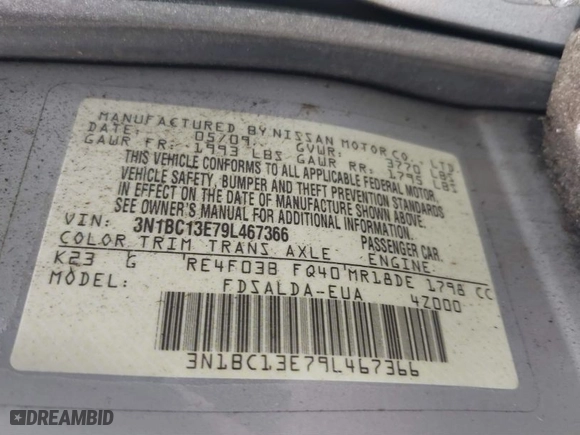 MANUFACTURED BY NISSAN MOTOR CO., LTD
DATE: 05/09 GVWR: 3770 LBS
GAWR FR: 1993 LBS GAWR RR: 1795 LBS
THIS VEHICLE CONFORMS TO ALL APPLICABLE FEDERAL MOTOR
VEHICLE SAFETY, BUMPER AND THEFT PREVENTION STANDARDS
IN EFFECT ON THE DATE OF MANUFACTURE SHOWN ABOVE.
SEE OWNER'S MANUAL FOR ADDITIONAL INFORMATION.
VIN: 3N1BC13E79L467366 PASSENGER CAR.
COLOR TRIM TRANS AXLE ENGINE:
K23 G RE4F03B FQ40 MR18DE 1798 CC
MODEL: FDSALDA-EUA 4Z000
3N1BC13E79L467366
DREAMBID